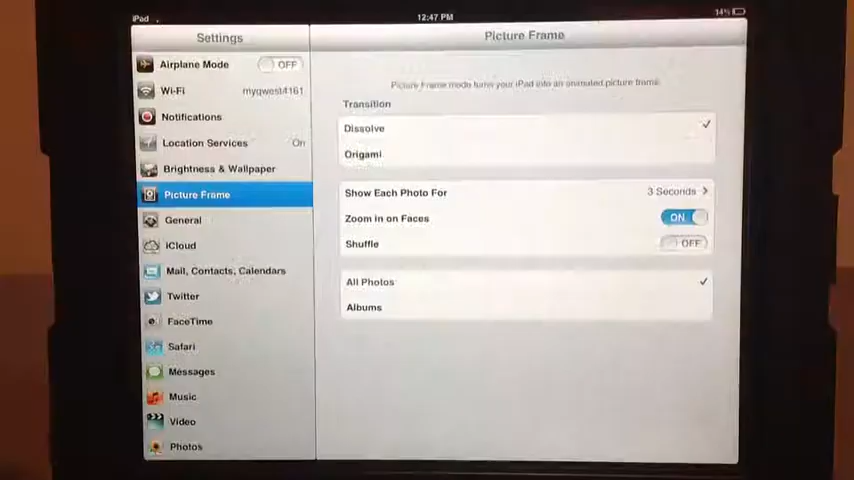 iPad
12:47 PM
14%
Settings
Picture Frame
Airplane Mode OFF
Wi-Fi myqwest4161
Notifications
Location Services On
Brightness & Wallpaper
Picture Frame
General
iCloud
Mail, Contacts, Calendars
Twitter
FaceTime
Safari
Messages
Music
Video
Photos
Picture Frame mode turns your iPad into an animated picture frame.
Transition
Dissolve
Origami
Show Each Photo For 3 Seconds
Zoom in on Faces ON
Shuffle OFF
All Photos
Albums